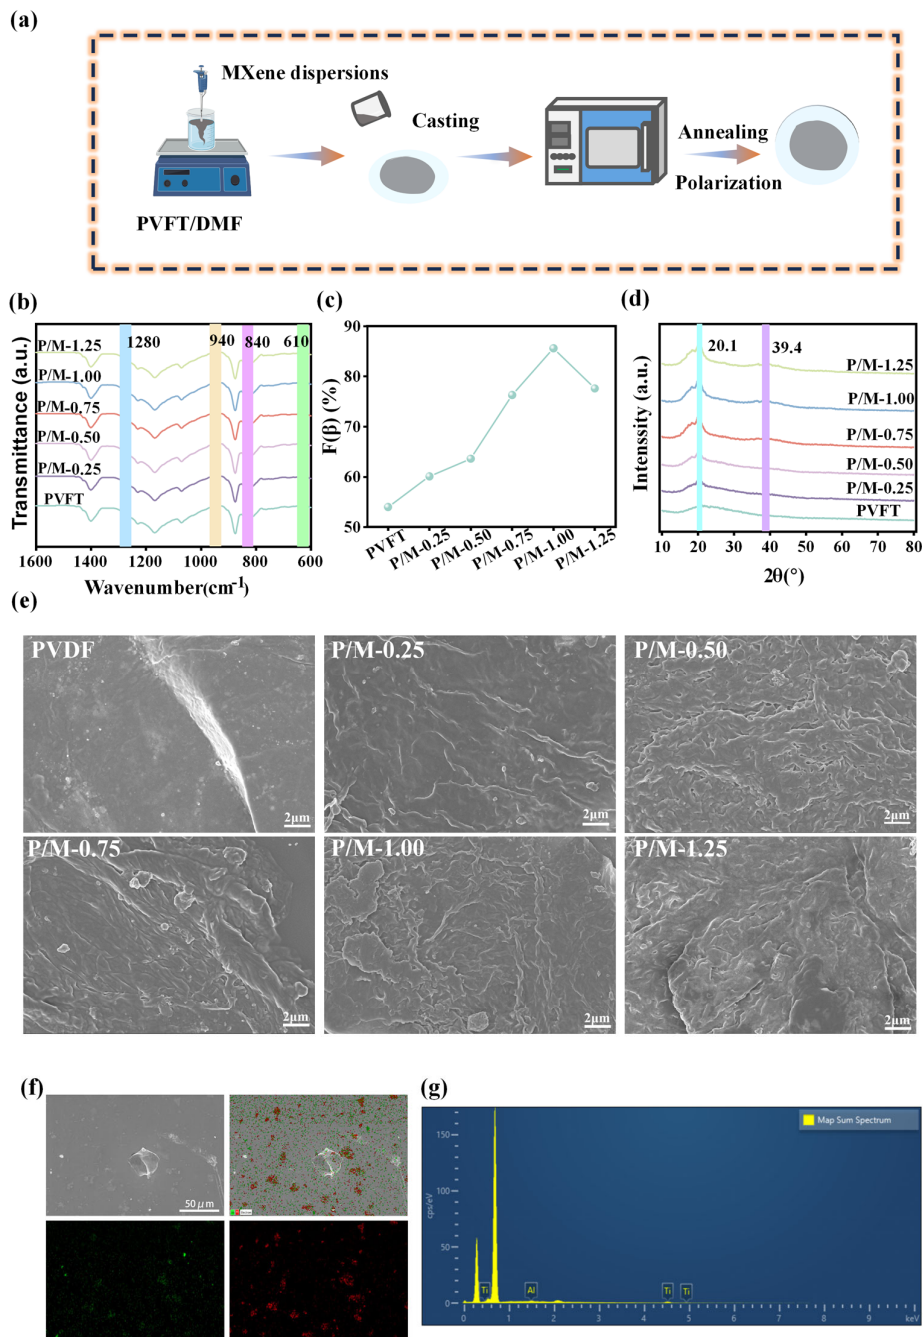 (a)
MXene dispersions
Casting
Annealing
Polarization
PVFT/DMF
(b)
(c)
(d)
Transmittance (a.u.)
P/M-1.25
P/M-1.00
P/M-0.75
P/M-0.50
P/M-0.25
PVFT
1280
940
840
610
1600
1400
1200
1000
800
600
Wavenumber(cm-1)
F(β) (%)
90
80
70
60
50
PVFT
P/M-0.25
P/M-0.50
P/M-0.75
P/M-1.00
P/M-1.25
Intenssity (a.u.)
20.1
39.4
P/M-1.25
P/M-1.00
P/M-0.75
P/M-0.50
P/M-0.25
PVFT
10
20
30
40
50
60
70
80
2θ(°)
(e)
PVDF
2μm
P/M-0.25
2μm
P/M-0.50
2μm
P/M-0.75
2μm
P/M-1.00
2μm
P/M-1.25
2μm
(f)
50μm
(g)
Map Sum Spectrum
cps/eV
150
100
50
0
Ti
Al
Ti
Ti
0
1
2
3
4
5
6
7
8
9
keV